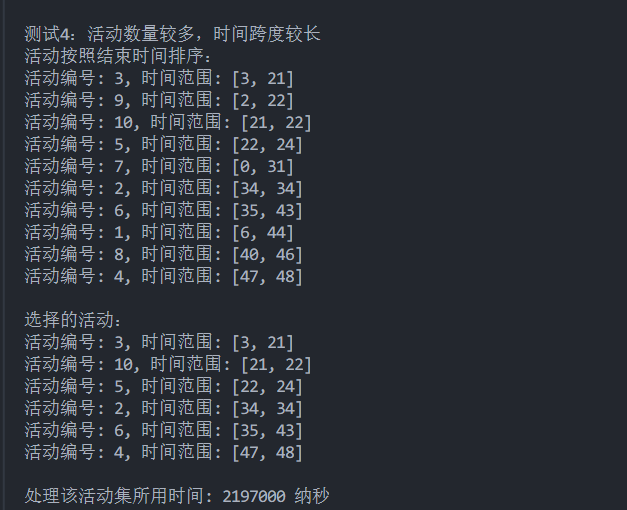 测试4：活动数量较多，时间跨度较长
活动按照结束时间排序：
活动编号: 3, 时间范围: [3, 21]
活动编号: 9, 时间范围: [2, 22]
活动编号: 10, 时间范围: [21, 22]
活动编号: 5, 时间范围: [22, 24]
活动编号: 7, 时间范围: [0, 31]
活动编号: 2, 时间范围: [34, 34]
活动编号: 6, 时间范围: [35, 43]
活动编号: 1, 时间范围: [6, 44]
活动编号: 8, 时间范围: [40, 46]
活动编号: 4, 时间范围: [47, 48]
选择的活动：
活动编号: 3, 时间范围: [3, 21]
活动编号: 10, 时间范围: [21, 22]
活动编号: 5, 时间范围: [22, 24]
活动编号: 2, 时间范围: [34, 34]
活动编号: 6, 时间范围: [35, 43]
活动编号: 4, 时间范围: [47, 48]
处理该活动集所用时间: 2197000 纳秒